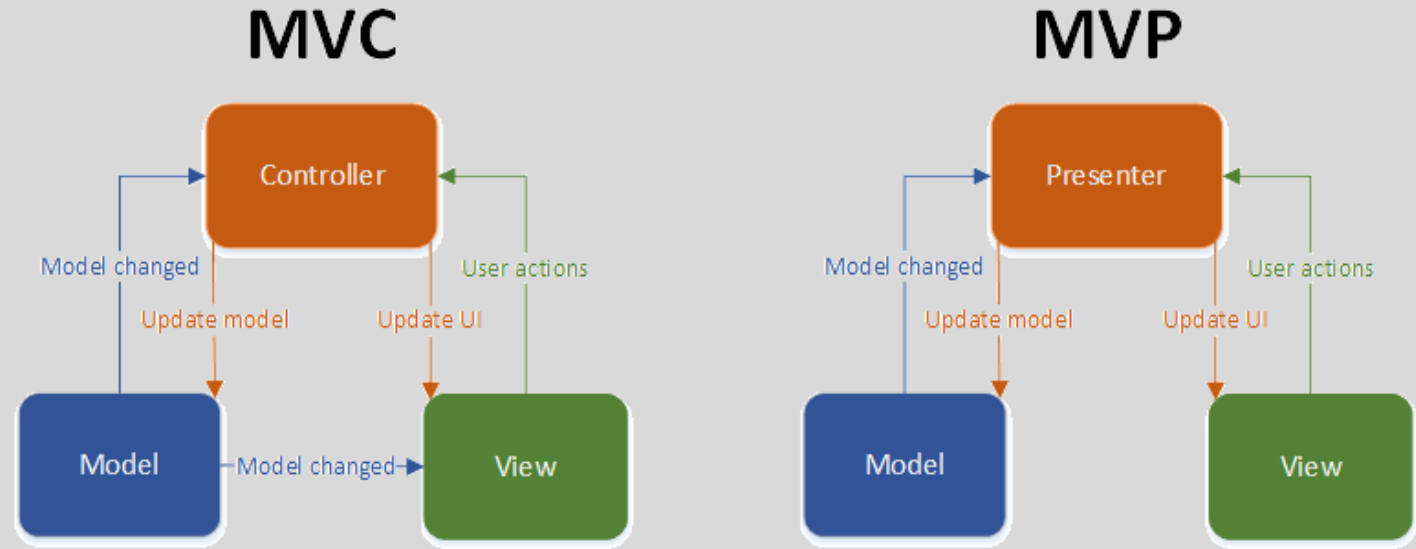 MVC
MVP
Controller
Model changed
User actions
Update model
Update UI
Model
Model changed
View
Presenter
Model changed
User actions
Update model
Update UI
Model
View